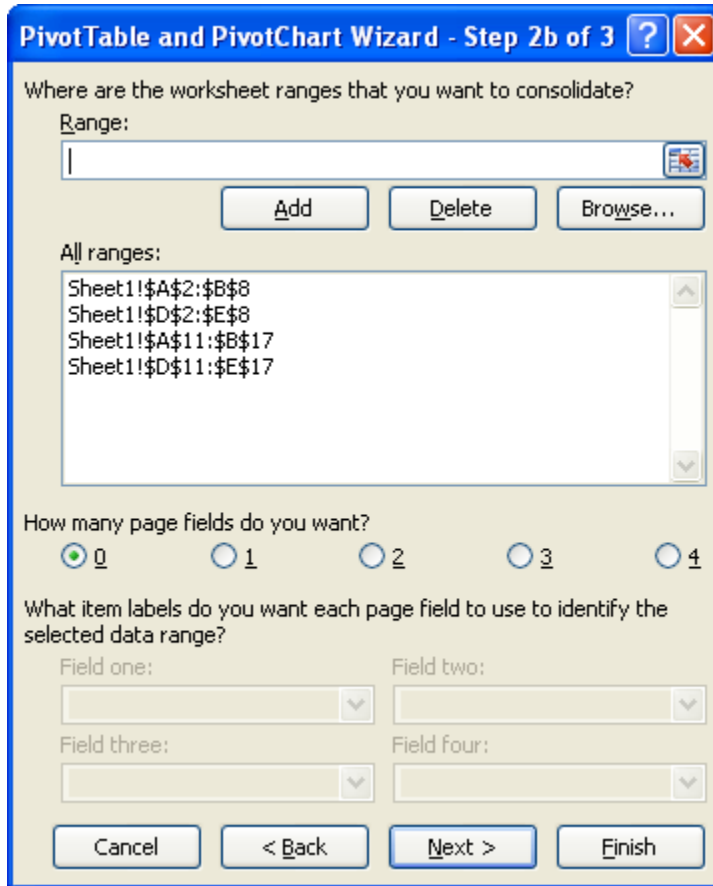 PivotTable and PivotChart Wizard - Step 2b of 3
Where are the worksheet ranges that you want to consolidate?
Range:
Add Delete Browse...
All ranges:
Sheet1!$A$2:$B$8
Sheet1!$D$2:$E$8
Sheet1!$A$11:$B$17
Sheet1!$D$11:$E$17
How many page fields do you want?
0 1 2 3 4
What item labels do you want each page field to use to identify the
selected data range?
Field one: Field two:
Field three: Field four:
Cancel < Back Next > Finish